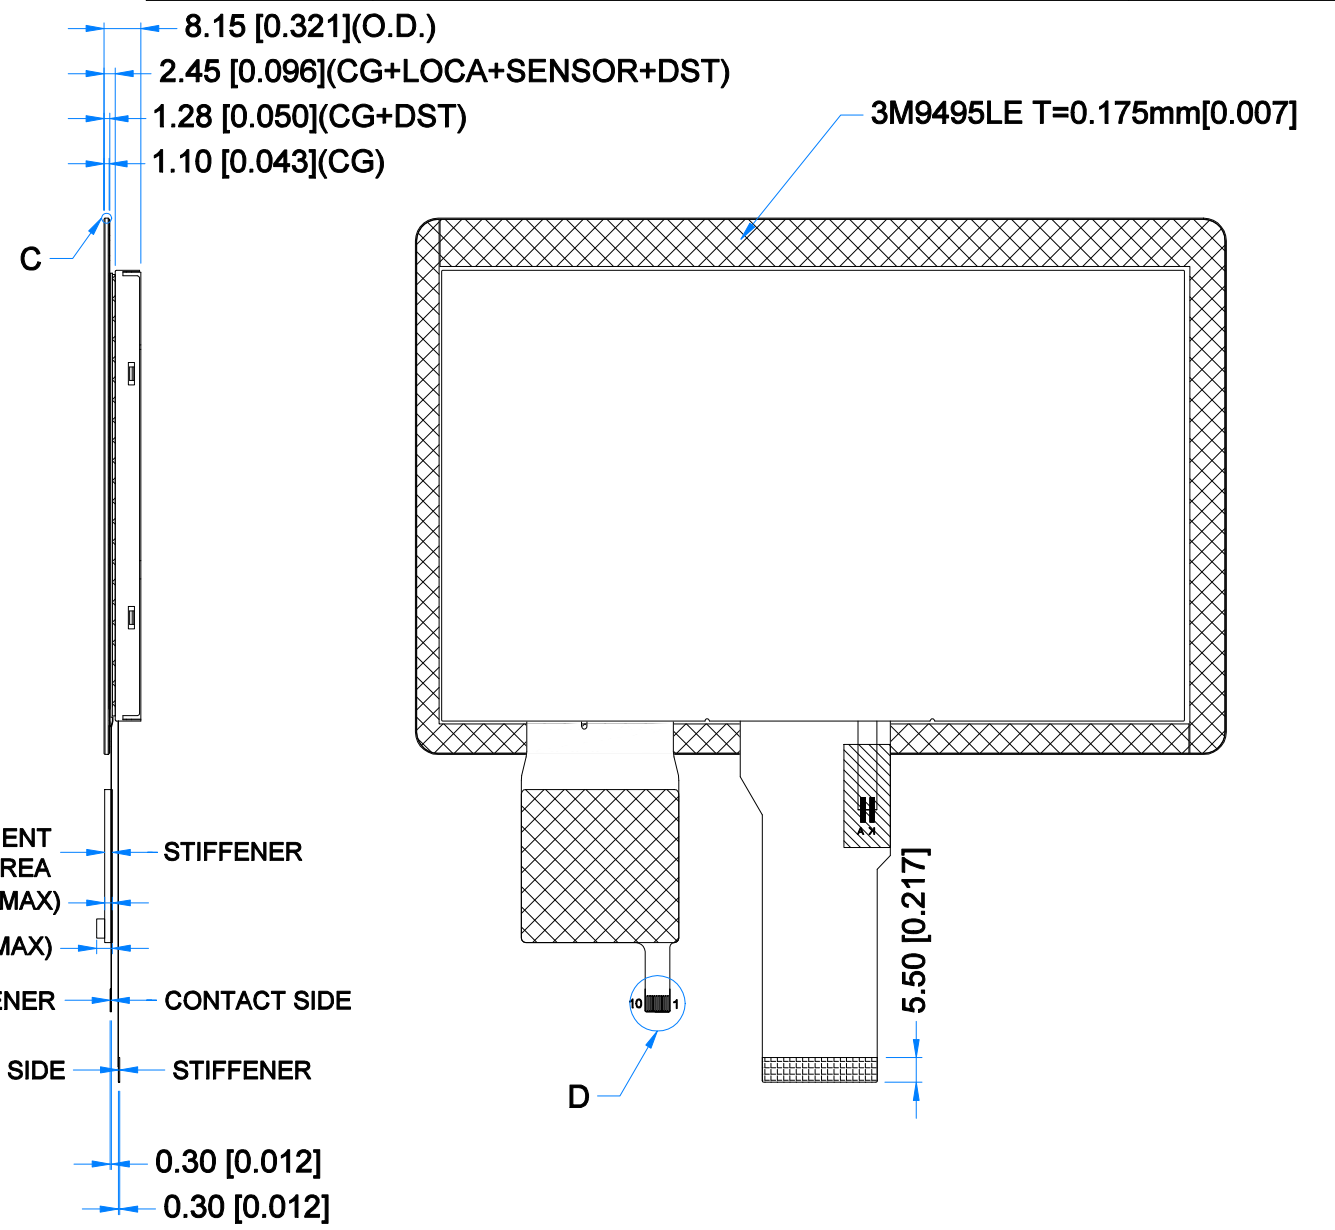 8.15 [0.321](O.D.)
2.45 [0.096](CG+LOCA+SENSOR+DST)
1.28 [0.050](CG+DST)
1.10 [0.043](CG)
3M9495LE T=0.175mm[0.007]
C
ENT
REA
MAX)
MAX)
STIFFENER
ENER
CONTACT SIDE
SIDE
STIFFENER
10
1
D
A K
5.50 [0.217]
0.30 [0.012]
0.30 [0.012]